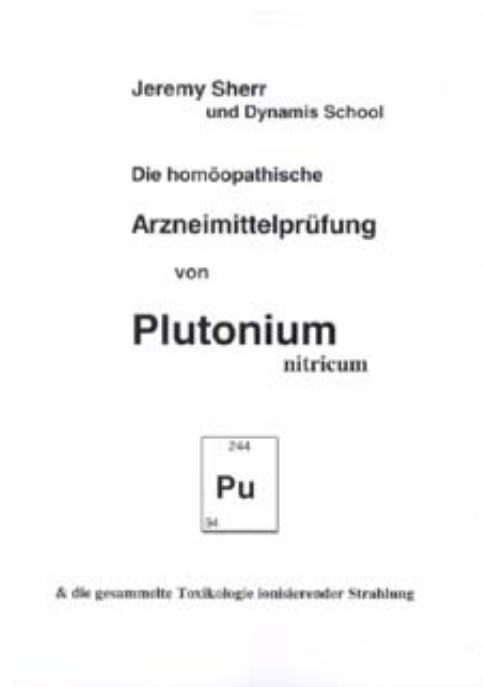 Jeremy Sherr
und Dynamis School
Die homöopathische
Arzneimittelprüfung
von
Plutonium
nitricum
244
Pu
94
& die gesammelte Toxikologie ionisierender Strahlung